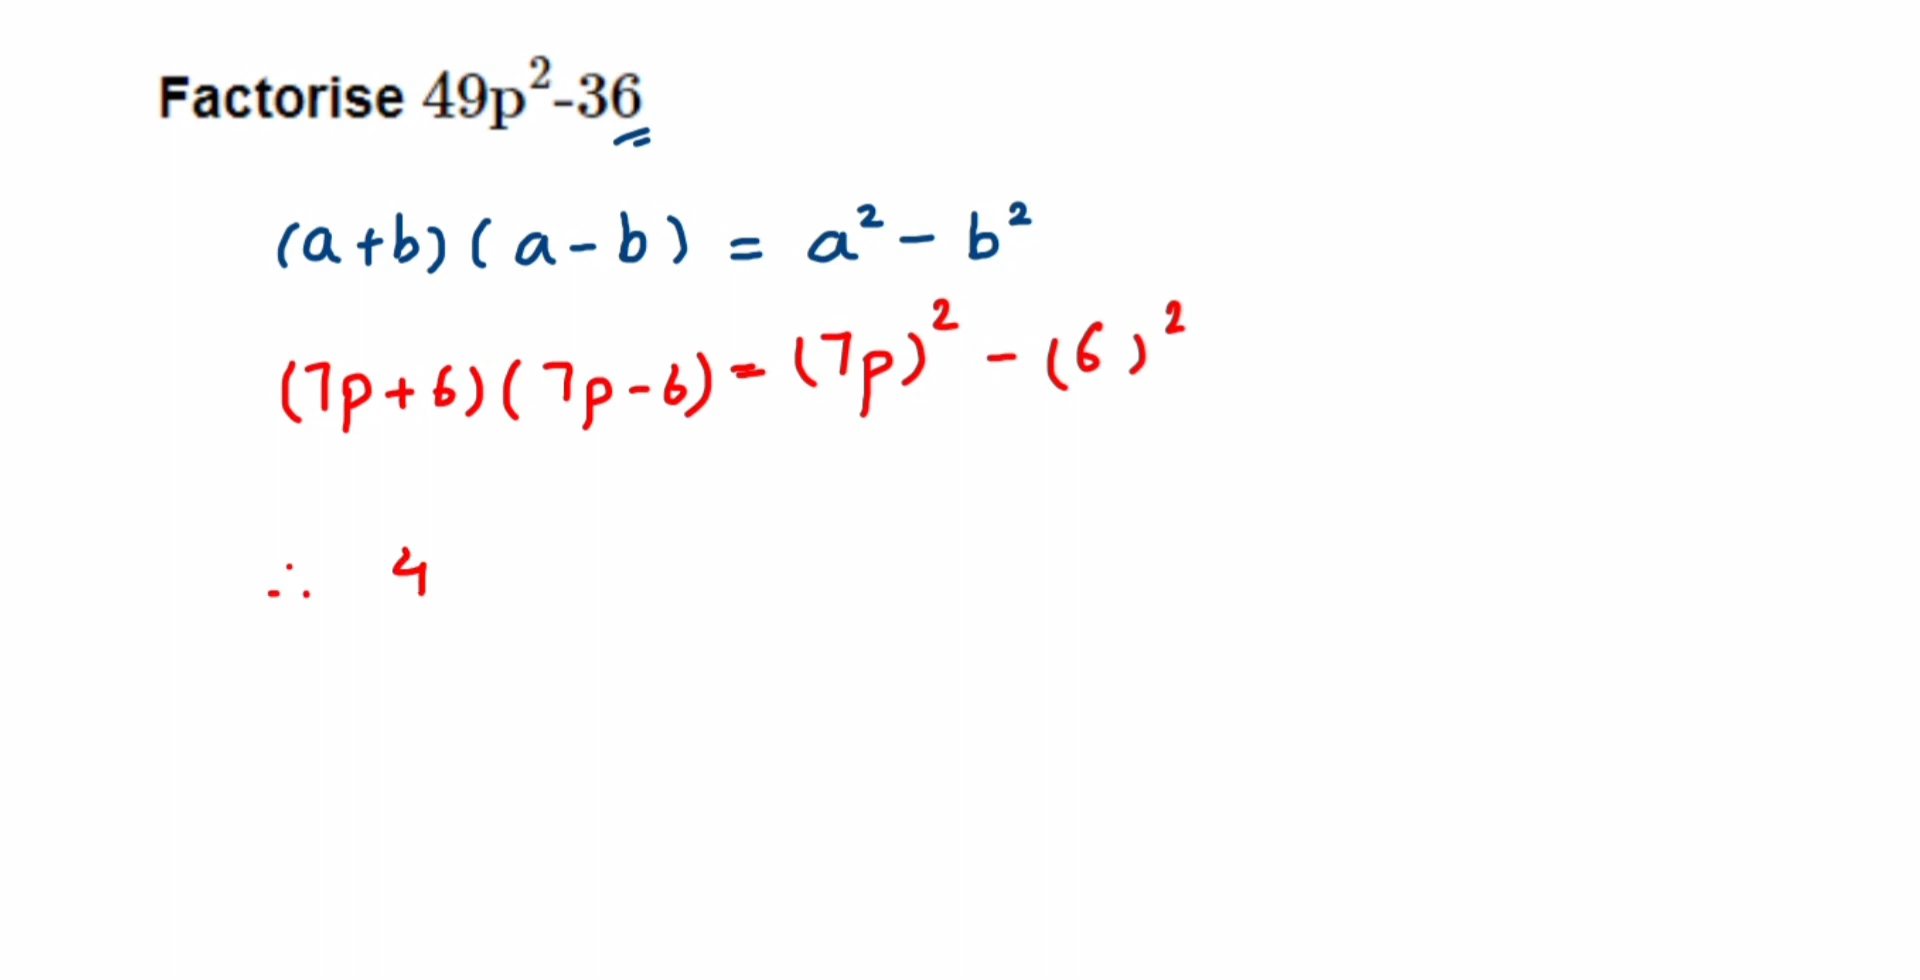 Factorise 49p²-36
(a+b)(a-b) = a² - b²
(7p+6)(7p-6) = (7p)² - (6)²
∴ 4